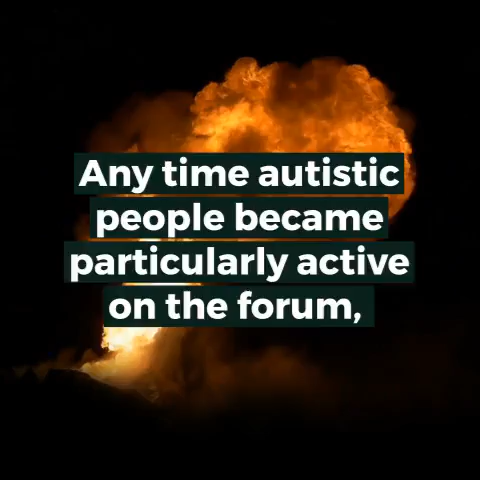 Any time autistic
people became
particularly active
on the forum,